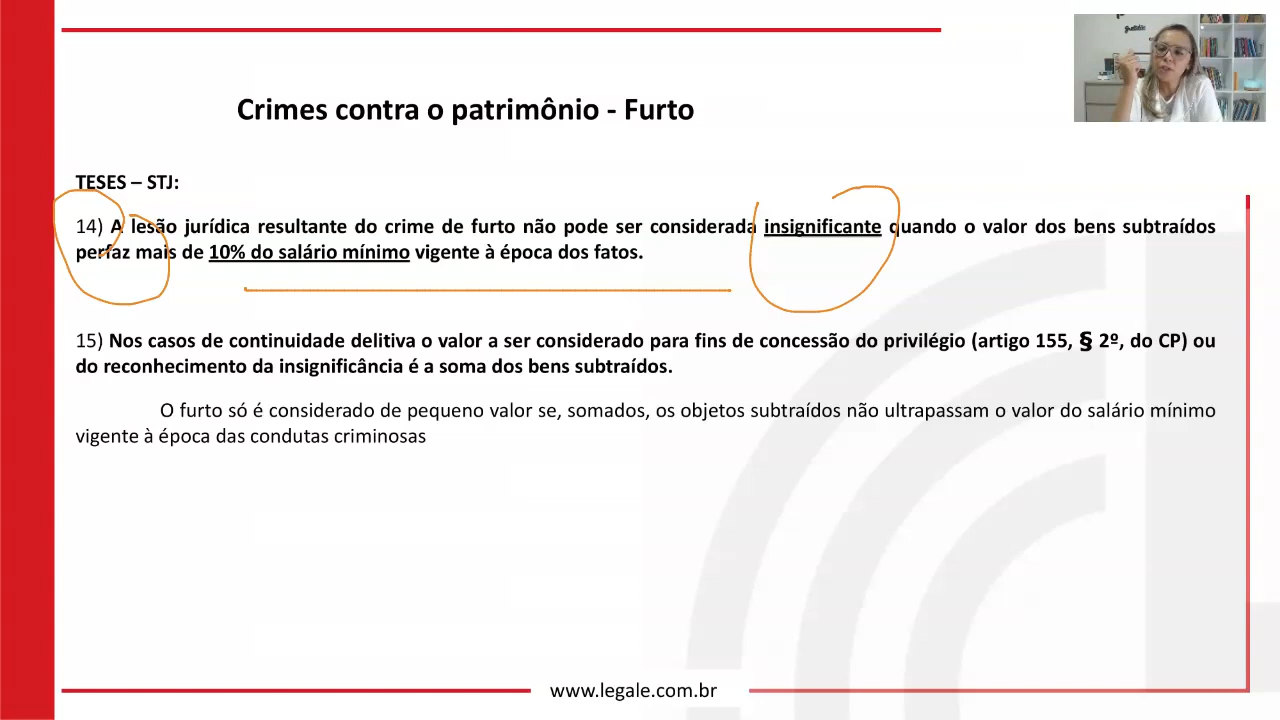 Crimes contra o patrimônio - Furto
TESES – STJ:
14) A lesão jurídica resultante do crime de furto não pode ser considerada insignificante quando o valor dos bens subtraídos
perfaz mais de 10% do salário mínimo vigente à época dos fatos.
15) Nos casos de continuidade delitiva o valor a ser considerado para fins de concessão do privilégio (artigo 155, § 2º, do CP) ou
do reconhecimento da insignificância é a soma dos bens subtraídos.
O furto só é considerado de pequeno valor se, somados, os objetos subtraídos não ultrapassam o valor do salário mínimo
vigente à época das condutas criminosas
www.legale.com.br